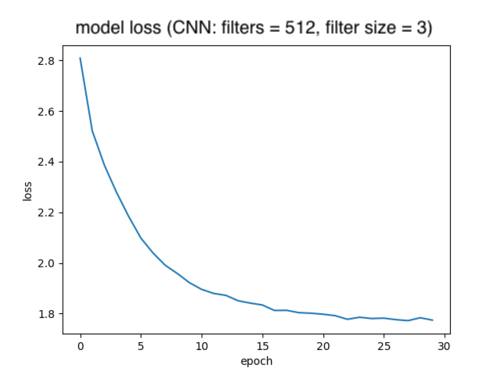 model loss (CNN: filters = 512, filter size = 3)
2.8
2.6
2.4
2.2
2.0
1.8
loss
0 5 10 15 20 25 30
epoch